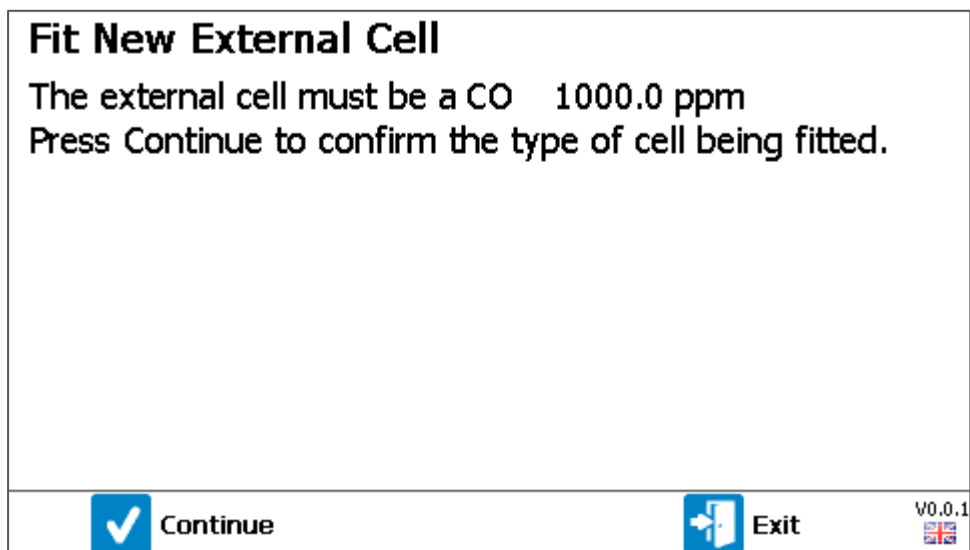 Fit New External Cell
The external cell must be a CO 1000.0 ppm
Press Continue to confirm the type of cell being fitted.
Continue
Exit
V0.0.1